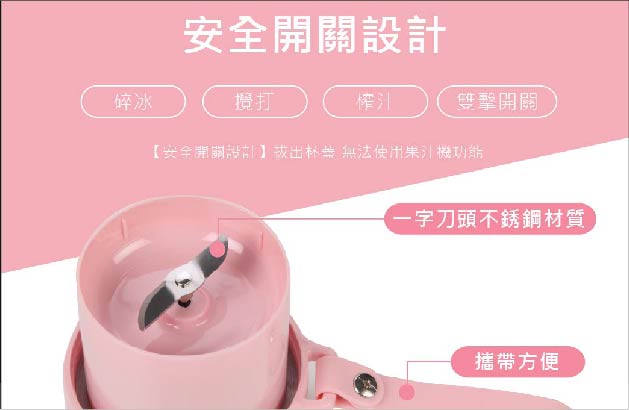 安全開關設計
碎冰
攪打
榨汁
雙擊開關
【安全開關設計】拔出杯蓋 無法使用果汁機功能
一字刀頭不銹鋼材質
攜帶方便